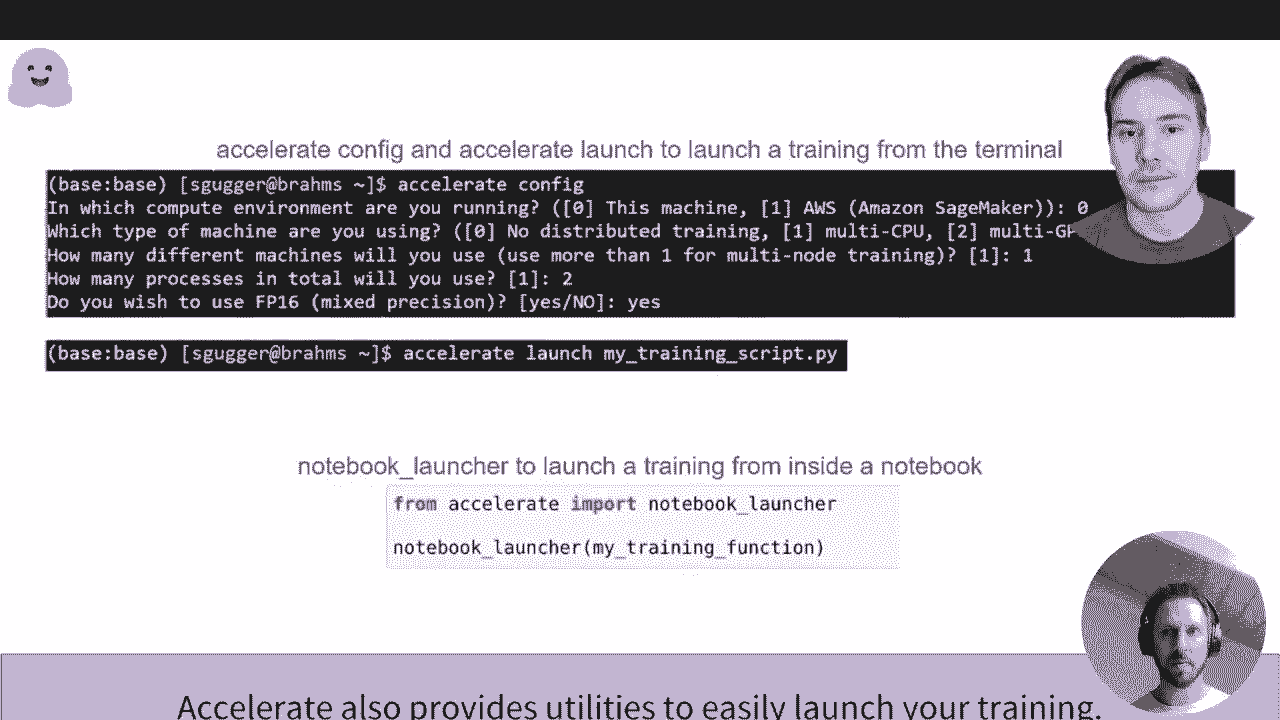 accelerate config and accelerate launch to launch a training from the terminal
(base:base) [sgugger@brahms ~]$ accelerate config
In which compute environment are you running? ([0] This machine, [1] AWS (Amazon SageMaker)): 0
Which type of machine are you using? ([0] No distributed training, [1] multi-CPU, [2] multi-GP
How many different machines will you use (use more than 1 for multi-node training)? [1]: 1
How many processes in total will you use? [1]: 2
Do you wish to use FP16 (mixed precision)? [yes/NO]: yes
(base:base) [sgugger@brahms ~]$ accelerate launch my_training_script.py
notebook_launcher to launch a training from inside a notebook
from accelerate import notebook_launcher
notebook_launcher(my_training_function)
Accelerate also provides utilities to easily launch your training.